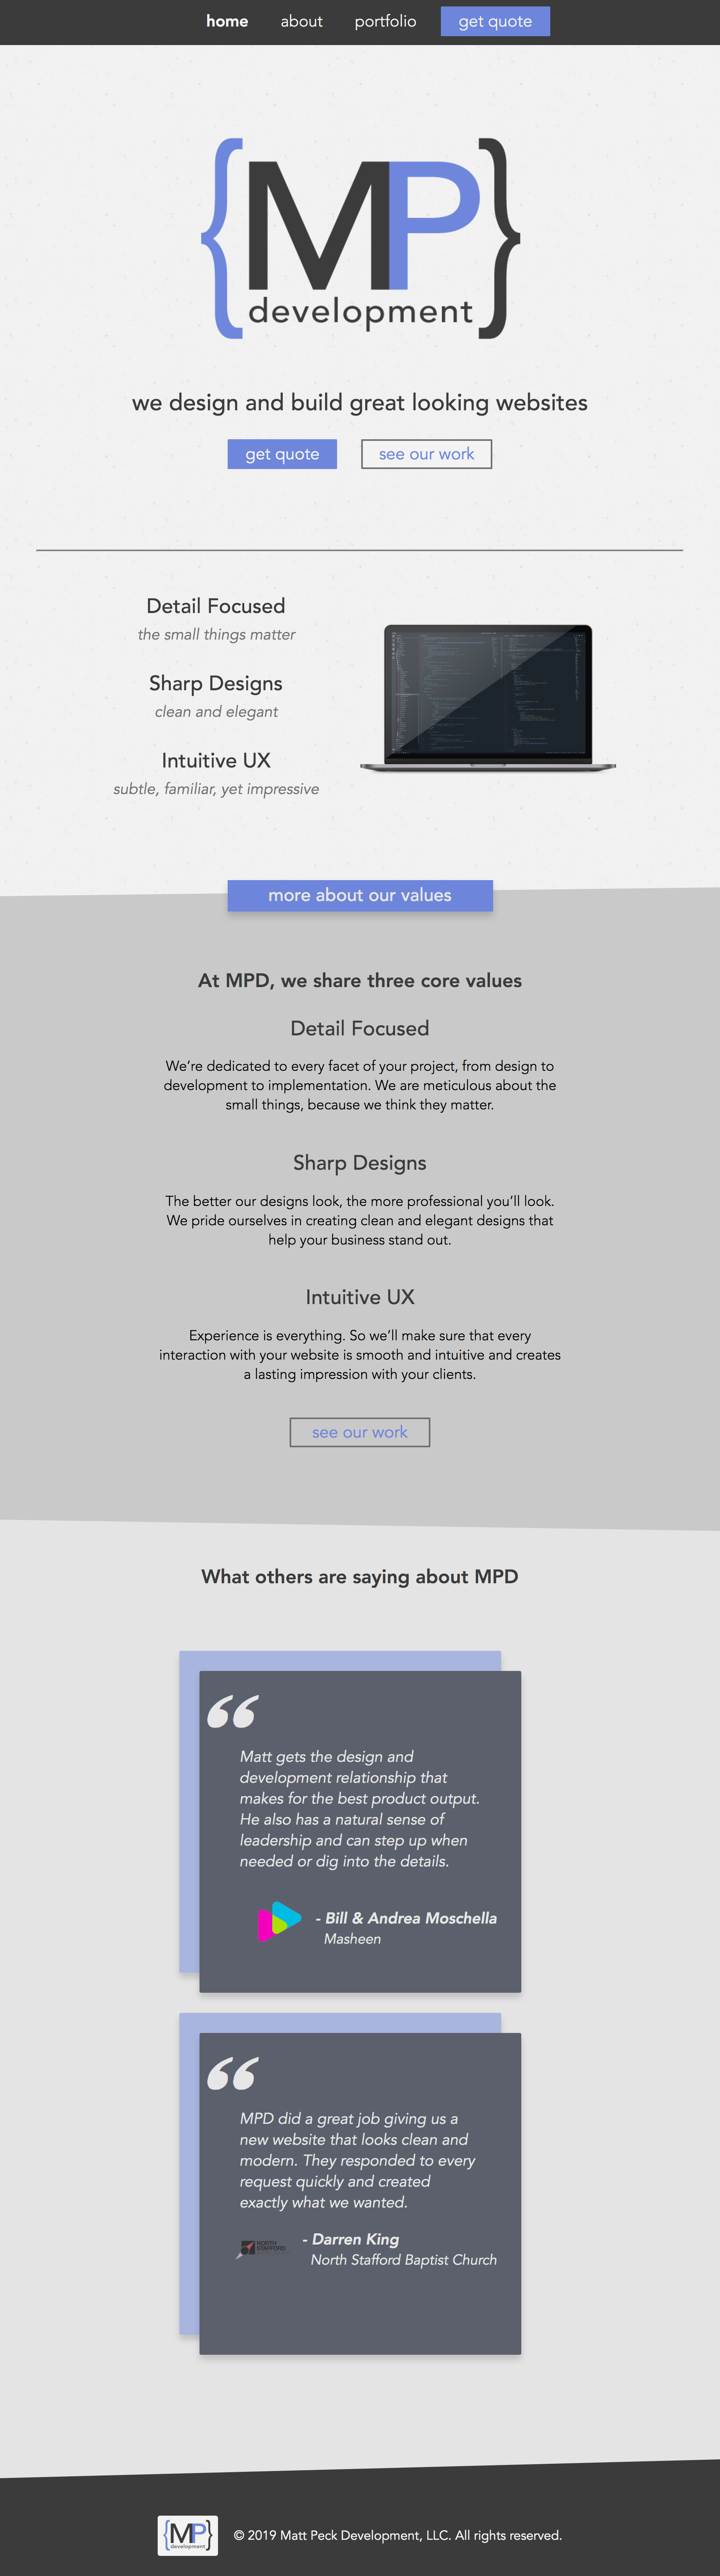 home about portfolio get quote
{MP}
development
we design and build great looking websites
get quote see our work
Detail Focused
the small things matter
Sharp Designs
clean and elegant
Intuitive UX
subtle, familiar, yet impressive
more about our values
At MPD, we share three core values
Detail Focused
We’re dedicated to every facet of your project, from design to
development to implementation. We are meticulous about the
small things, because we think they matter.
Sharp Designs
The better our designs look, the more professional you’ll look.
We pride ourselves in creating clean and elegant designs that
help your business stand out.
Intuitive UX
Experience is everything. So we’ll make sure that every
interaction with your website is smooth and intuitive and creates
a lasting impression with your clients.
see our work
What others are saying about MPD
“
Matt gets the design and
development relationship that
makes for the best product output.
He also has a natural sense of
leadership and can step up when
needed or dig into the details.
- Bill & Andrea Moschella
Masheen
“
MPD did a great job giving us a
new website that looks clean and
modern. They responded to every
request quickly and created
exactly what we wanted.
NORTH
STAFFORD
- Darren King
North Stafford Baptist Church
{MP}
development
© 2019 Matt Peck Development, LLC. All rights reserved.